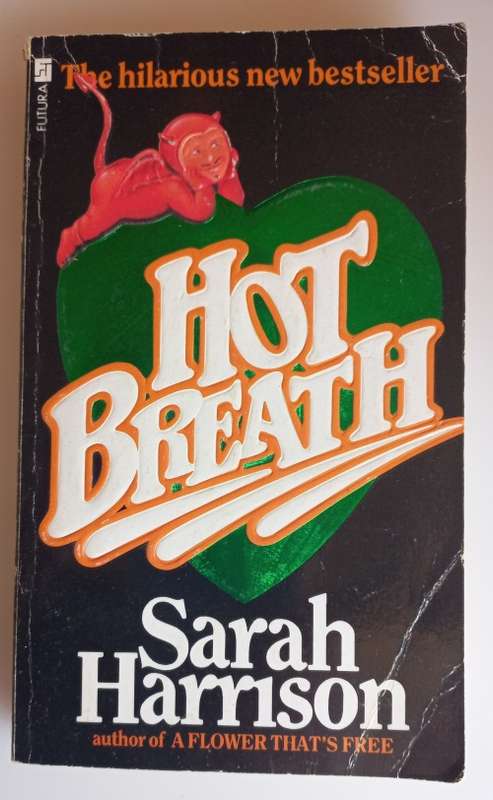 FUTURA
The hilarious new bestseller
HOT
BREATH
Sarah
Harrison
author of A FLOWER THAT'S FREE